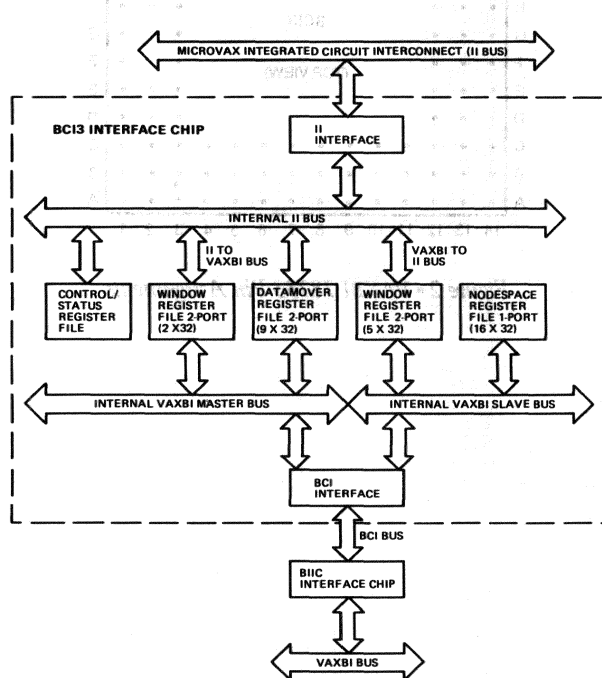 MICROVAX INTEGRATED CIRCUIT INTERCONNECT (II BUS)
BCI3 INTERFACE CHIP
II
INTERFACE
INTERNAL II BUS
II TO
VAXBI BUS
VAXBI TO
II BUS
CONTROL/
STATUS
REGISTER
FILE
WINDOW
REGISTER
FILE 2-PORT
(2 X32)
DATAMOVER
REGISTER
FILE 2-PORT
(9 X 32)
WINDOW
REGISTER
FILE 2-PORT
(5 X 32)
NODESPACE
REGISTER
FILE 1-PORT
(16 X 32)
INTERNAL VAXBI MASTER BUS
INTERNAL VAXBI SLAVE BUS
BCI
INTERFACE
BCI BUS
BIIC
INTERFACE CHIP
VAXBI BUS